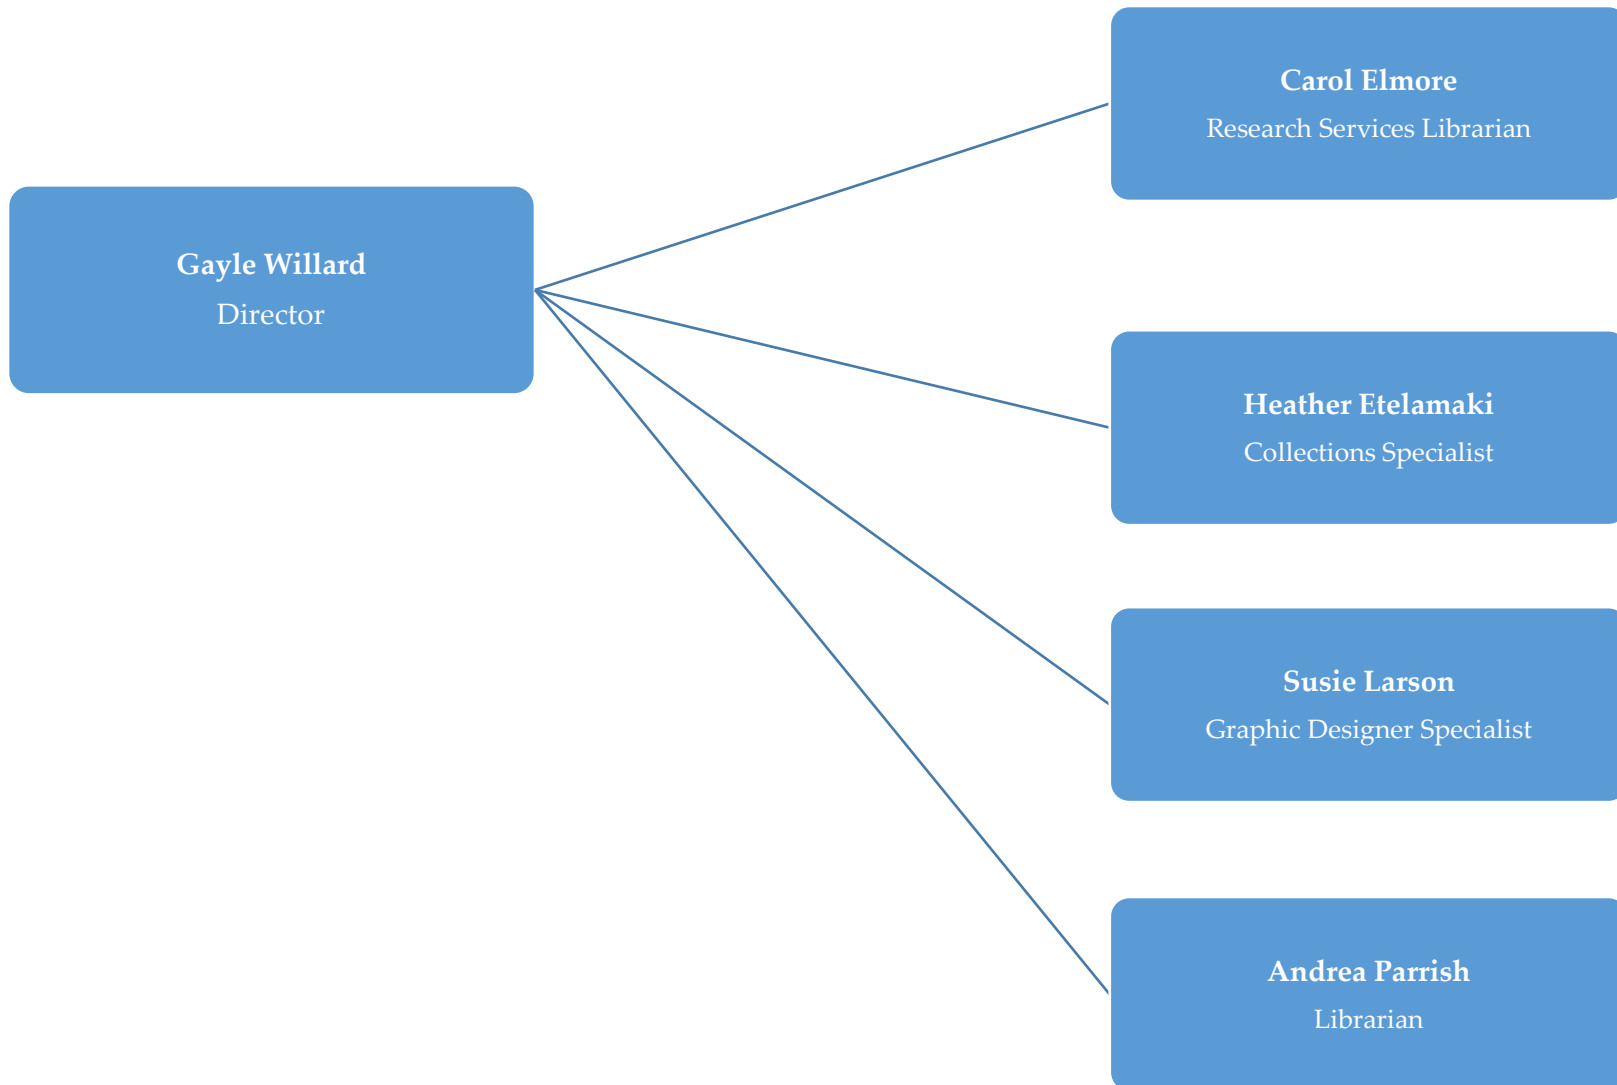 Gayle Willard
Director
Carol Elmore
Research Services Librarian
Heather Etelamaki
Collections Specialist
Susie Larson
Graphic Designer Specialist
Andrea Parrish
Librarian